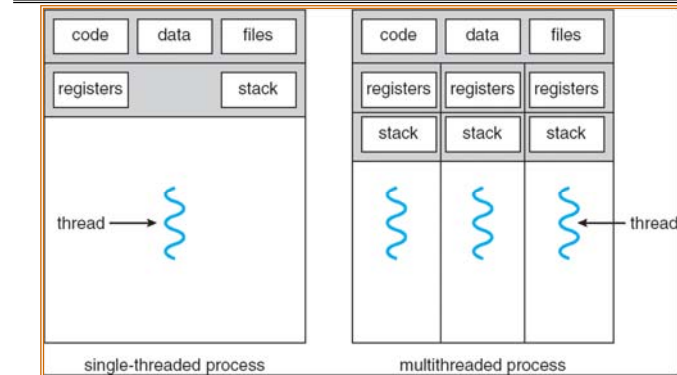 code data files
registers stack
thread
single-threaded process
code data files
registers registers registers
stack stack stack
thread
multithreaded process